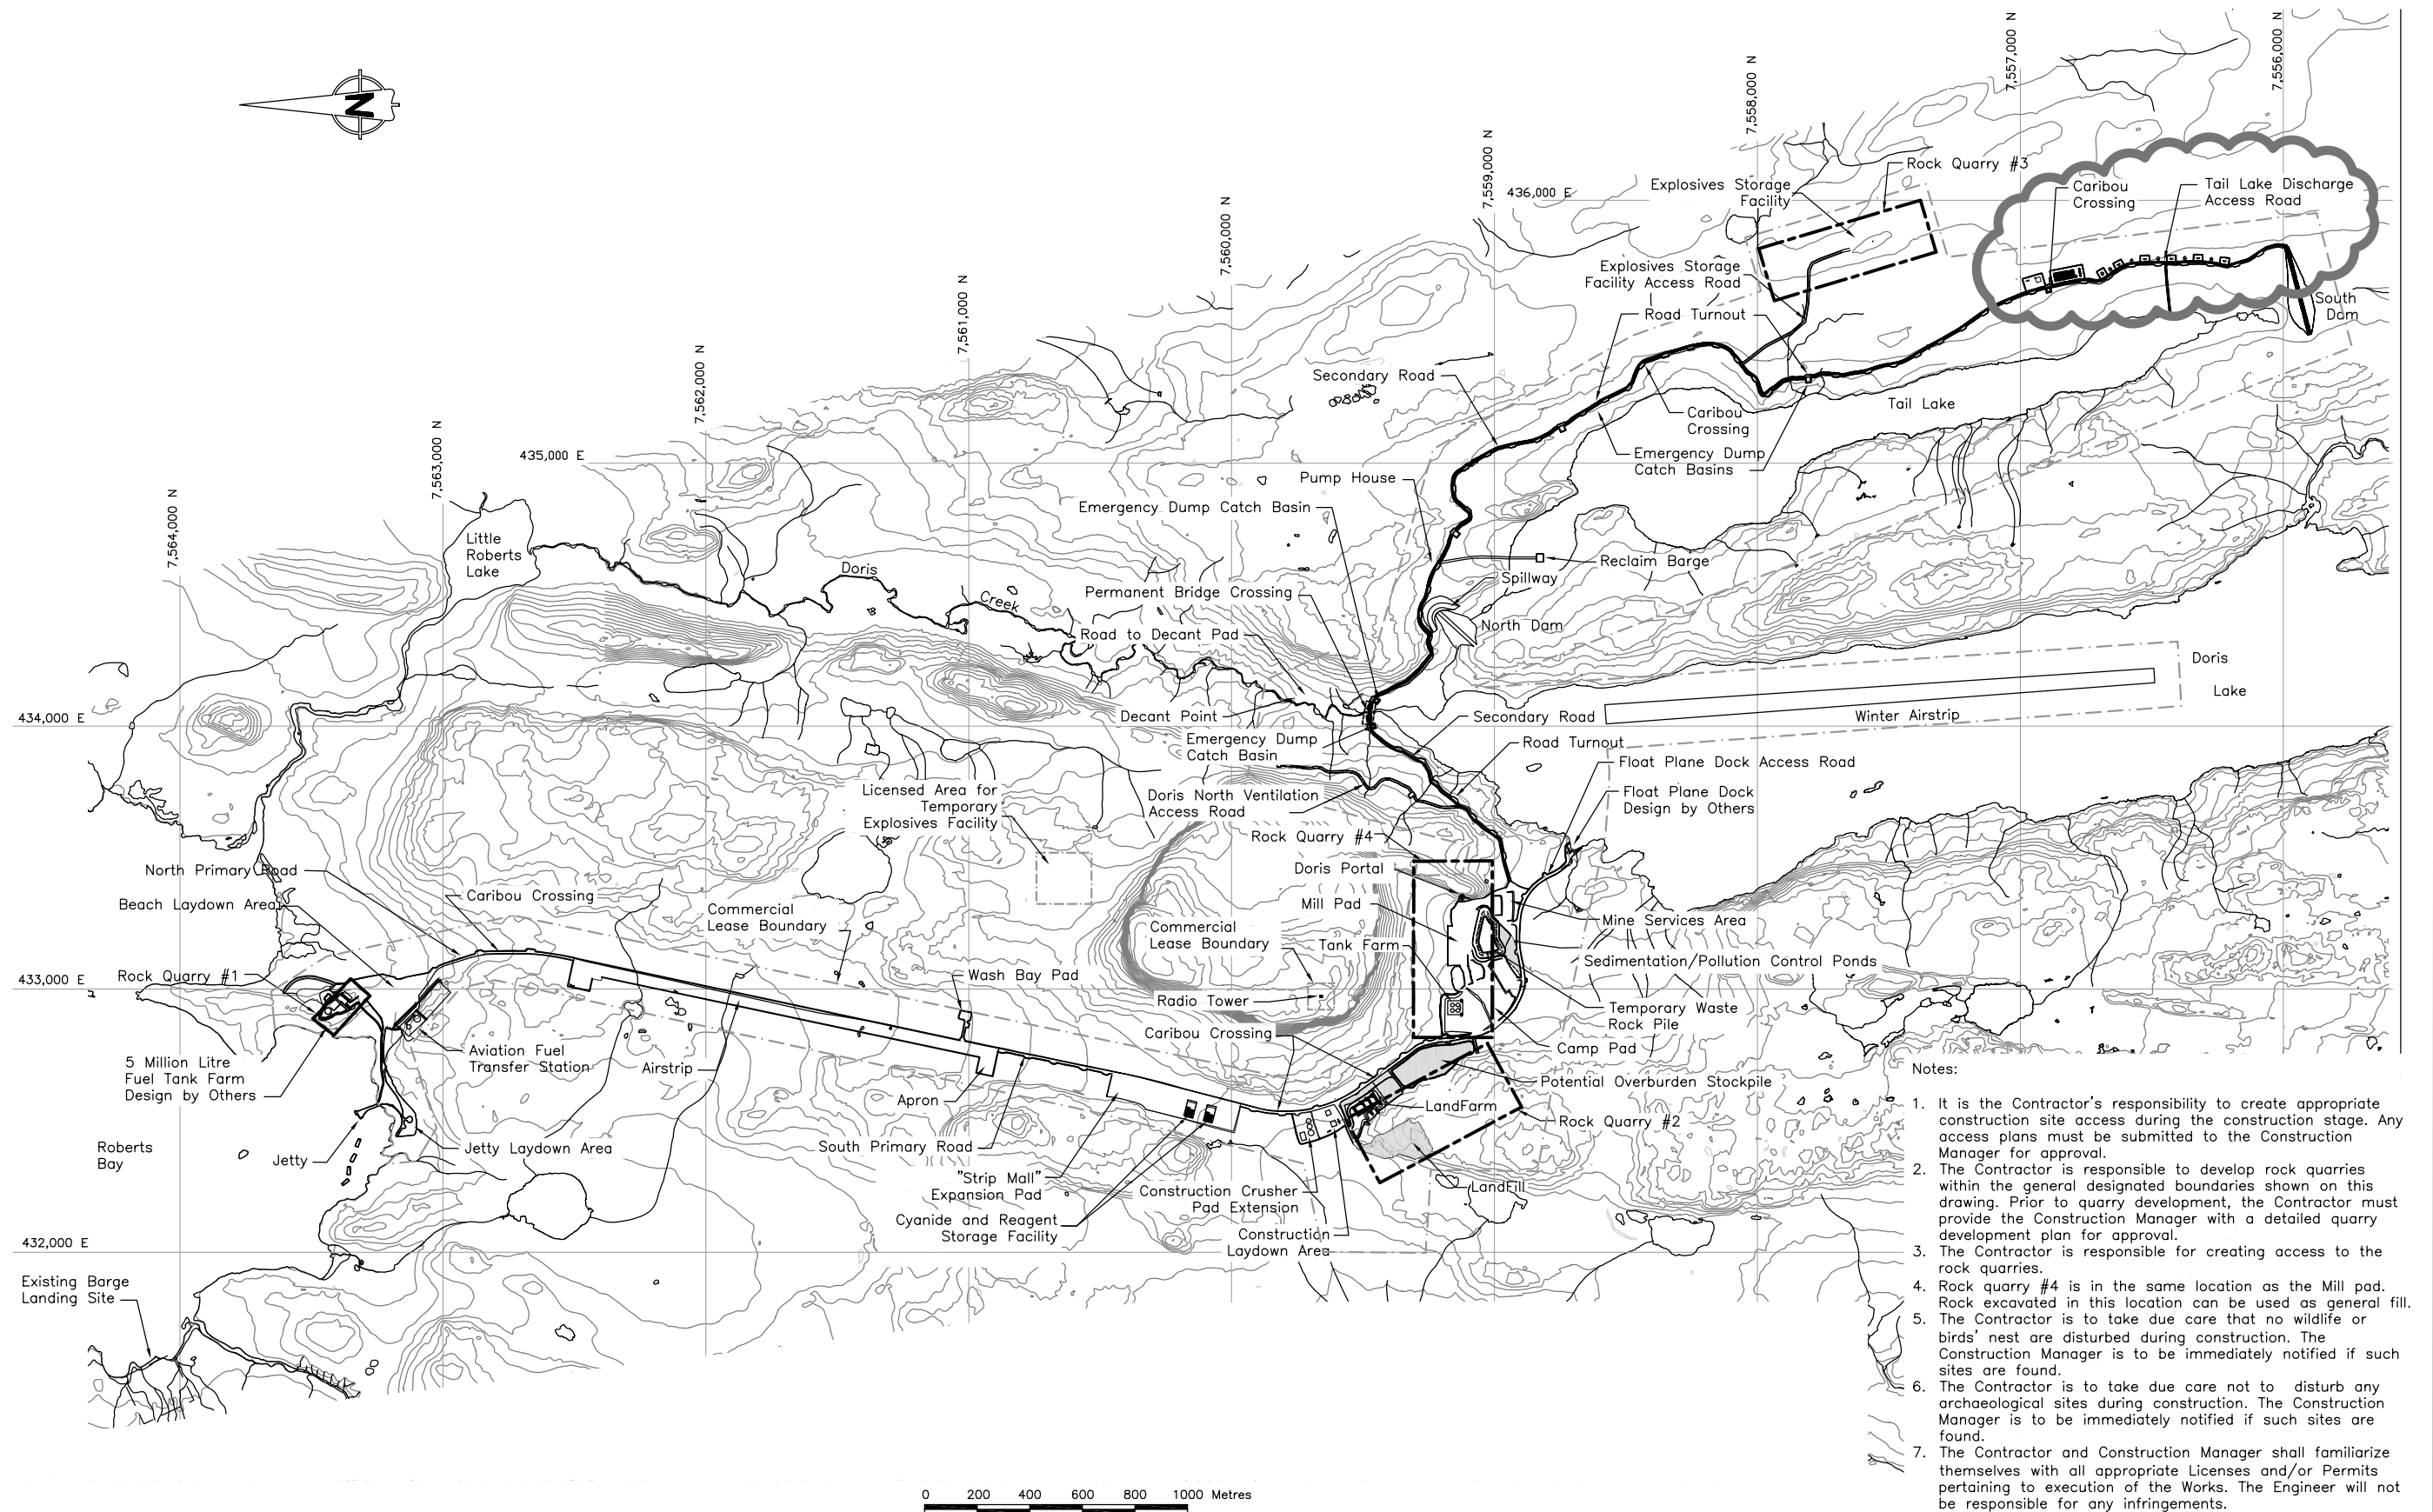 N
7,564,000 N
7,563,000 N
7,562,000 N
7,561,000 N
7,560,000 N
7,559,000 N
7,558,000 N
7,557,000 N
7,556,000 N
436,000 E
435,000 E
434,000 E
433,000 E
432,000 E
Rock Quarry #3
Explosives Storage
Facility
Caribou
Crossing
Tail Lake Discharge
Access Road
Explosives Storage
Facility Access Road
Road Turnout
South
Dam
Secondary Road
Caribou
Crossing
Tail Lake
Emergency Dump
Catch Basins
Pump House
Emergency Dump Catch Basin
Little
Roberts
Lake
Doris
Creek
Reclaim Barge
Spillway
Permanent Bridge Crossing
North Dam
Road to Decant Pad
Doris
Lake
Decant Point
Secondary Road
Winter Airstrip
Emergency Dump
Catch Basin
Road Turnout
Float Plane Dock Access Road
Licensed Area for
Temporary
Explosives Facility
Doris North Ventilation
Access Road
Float Plane Dock
Design by Others
Rock Quarry #4
North Primary Road
Doris Portal
Beach Laydown Area
Caribou Crossing
Mill Pad
Commercial
Lease Boundary
Mine Services Area
Commercial
Lease Boundary
Tank Farm
Sedimentation/Pollution Control Ponds
Rock Quarry #1
Wash Bay Pad
Radio Tower
Temporary Waste
Rock Pile
Caribou Crossing
Camp Pad
5 Million Litre
Fuel Tank Farm
Design by Others
Aviation Fuel
Transfer Station
Airstrip
Potential Overburden Stockpile
Apron
LandFarm
Rock Quarry #2
Roberts
Bay
Jetty
Jetty Laydown Area
South Primary Road
"Strip Mall"
Expansion Pad
Construction Crusher
Pad Extension
LandFill
Cyanide and Reagent
Storage Facility
Construction
Laydown Area
Existing Barge
Landing Site
Notes:
1. It is the Contractor's responsibility to create appropriate
construction site access during the construction stage. Any
access plans must be submitted to the Construction
Manager for approval.
2. The Contractor is responsible to develop rock quarries
within the general designated boundaries shown on this
drawing. Prior to quarry development, the Contractor must
provide the Construction Manager with a detailed quarry
development plan for approval.
3. The Contractor is responsible for creating access to the
rock quarries.
4. Rock quarry #4 is in the same location as the Mill pad.
Rock excavated in this location can be used as general fill.
5. The Contractor is to take due care that no wildlife or
birds' nest are disturbed during construction. The
Construction Manager is to be immediately notified if such
sites are found.
6. The Contractor is to take due care not to disturb any
archaeological sites during construction. The Construction
Manager is to be immediately notified if such sites are
found.
7. The Contractor and Construction Manager shall familiarize
themselves with all appropriate Licenses and/or Permits
pertaining to execution of the Works. The Engineer will not
be responsible for any infringements.
0 200 400 600 800 1000 Metres